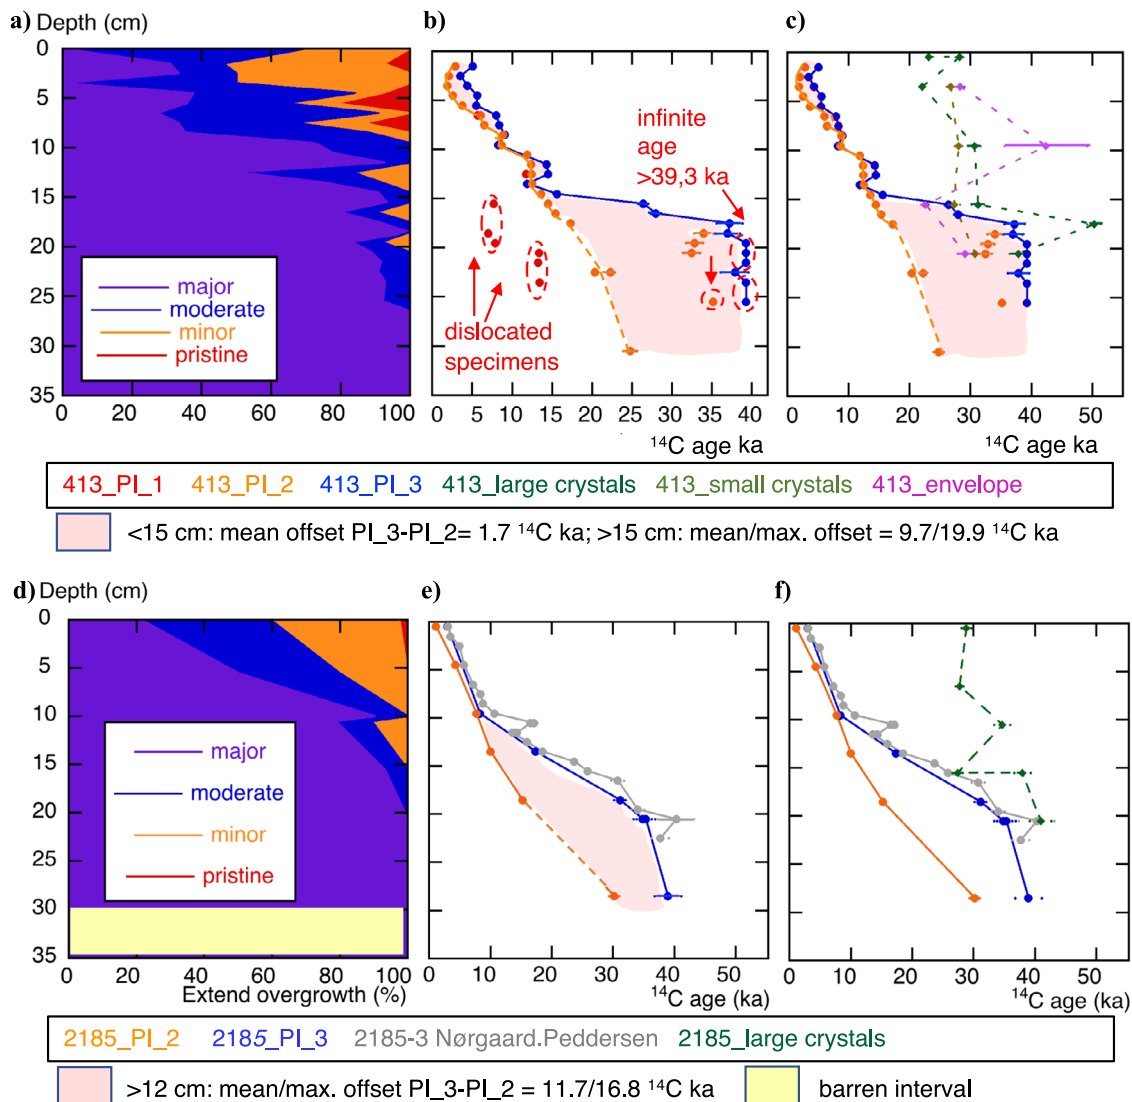 a) Depth (cm)
b)
c)
0
5
10
15
20
25
30
35
major
moderate
minor
pristine
0 20 40 60 80 100
infinite
age
>39,3 ka
dislocated
specimens
0 5 10 15 20 25 30 35 40
¹⁴C age ka
0 10 20 30 40 50
¹⁴C age ka
413_PI_1 413_PI_2 413_PI_3 413_large crystals 413_small crystals 413_envelope
<15 cm: mean offset PI_3-PI_2= 1.7 ¹⁴C ka; >15 cm: mean/max. offset = 9.7/19.9 ¹⁴C ka
d) Depth (cm)
e)
f)
0
5
10
15
20
25
30
35
major
moderate
minor
pristine
0 20 40 60 80 100
Extend overgrowth (%)
0 10 20 30 40 50
¹⁴C age (ka)
0 10 20 30 40 50
¹⁴C age (ka)
2185_PI_2 2185_PI_3 2185-3 Nørgaard.Peddersen 2185_large crystals
>12 cm: mean/max. offset PI_3-PI_2 = 11.7/16.8 ¹⁴C ka barren interval